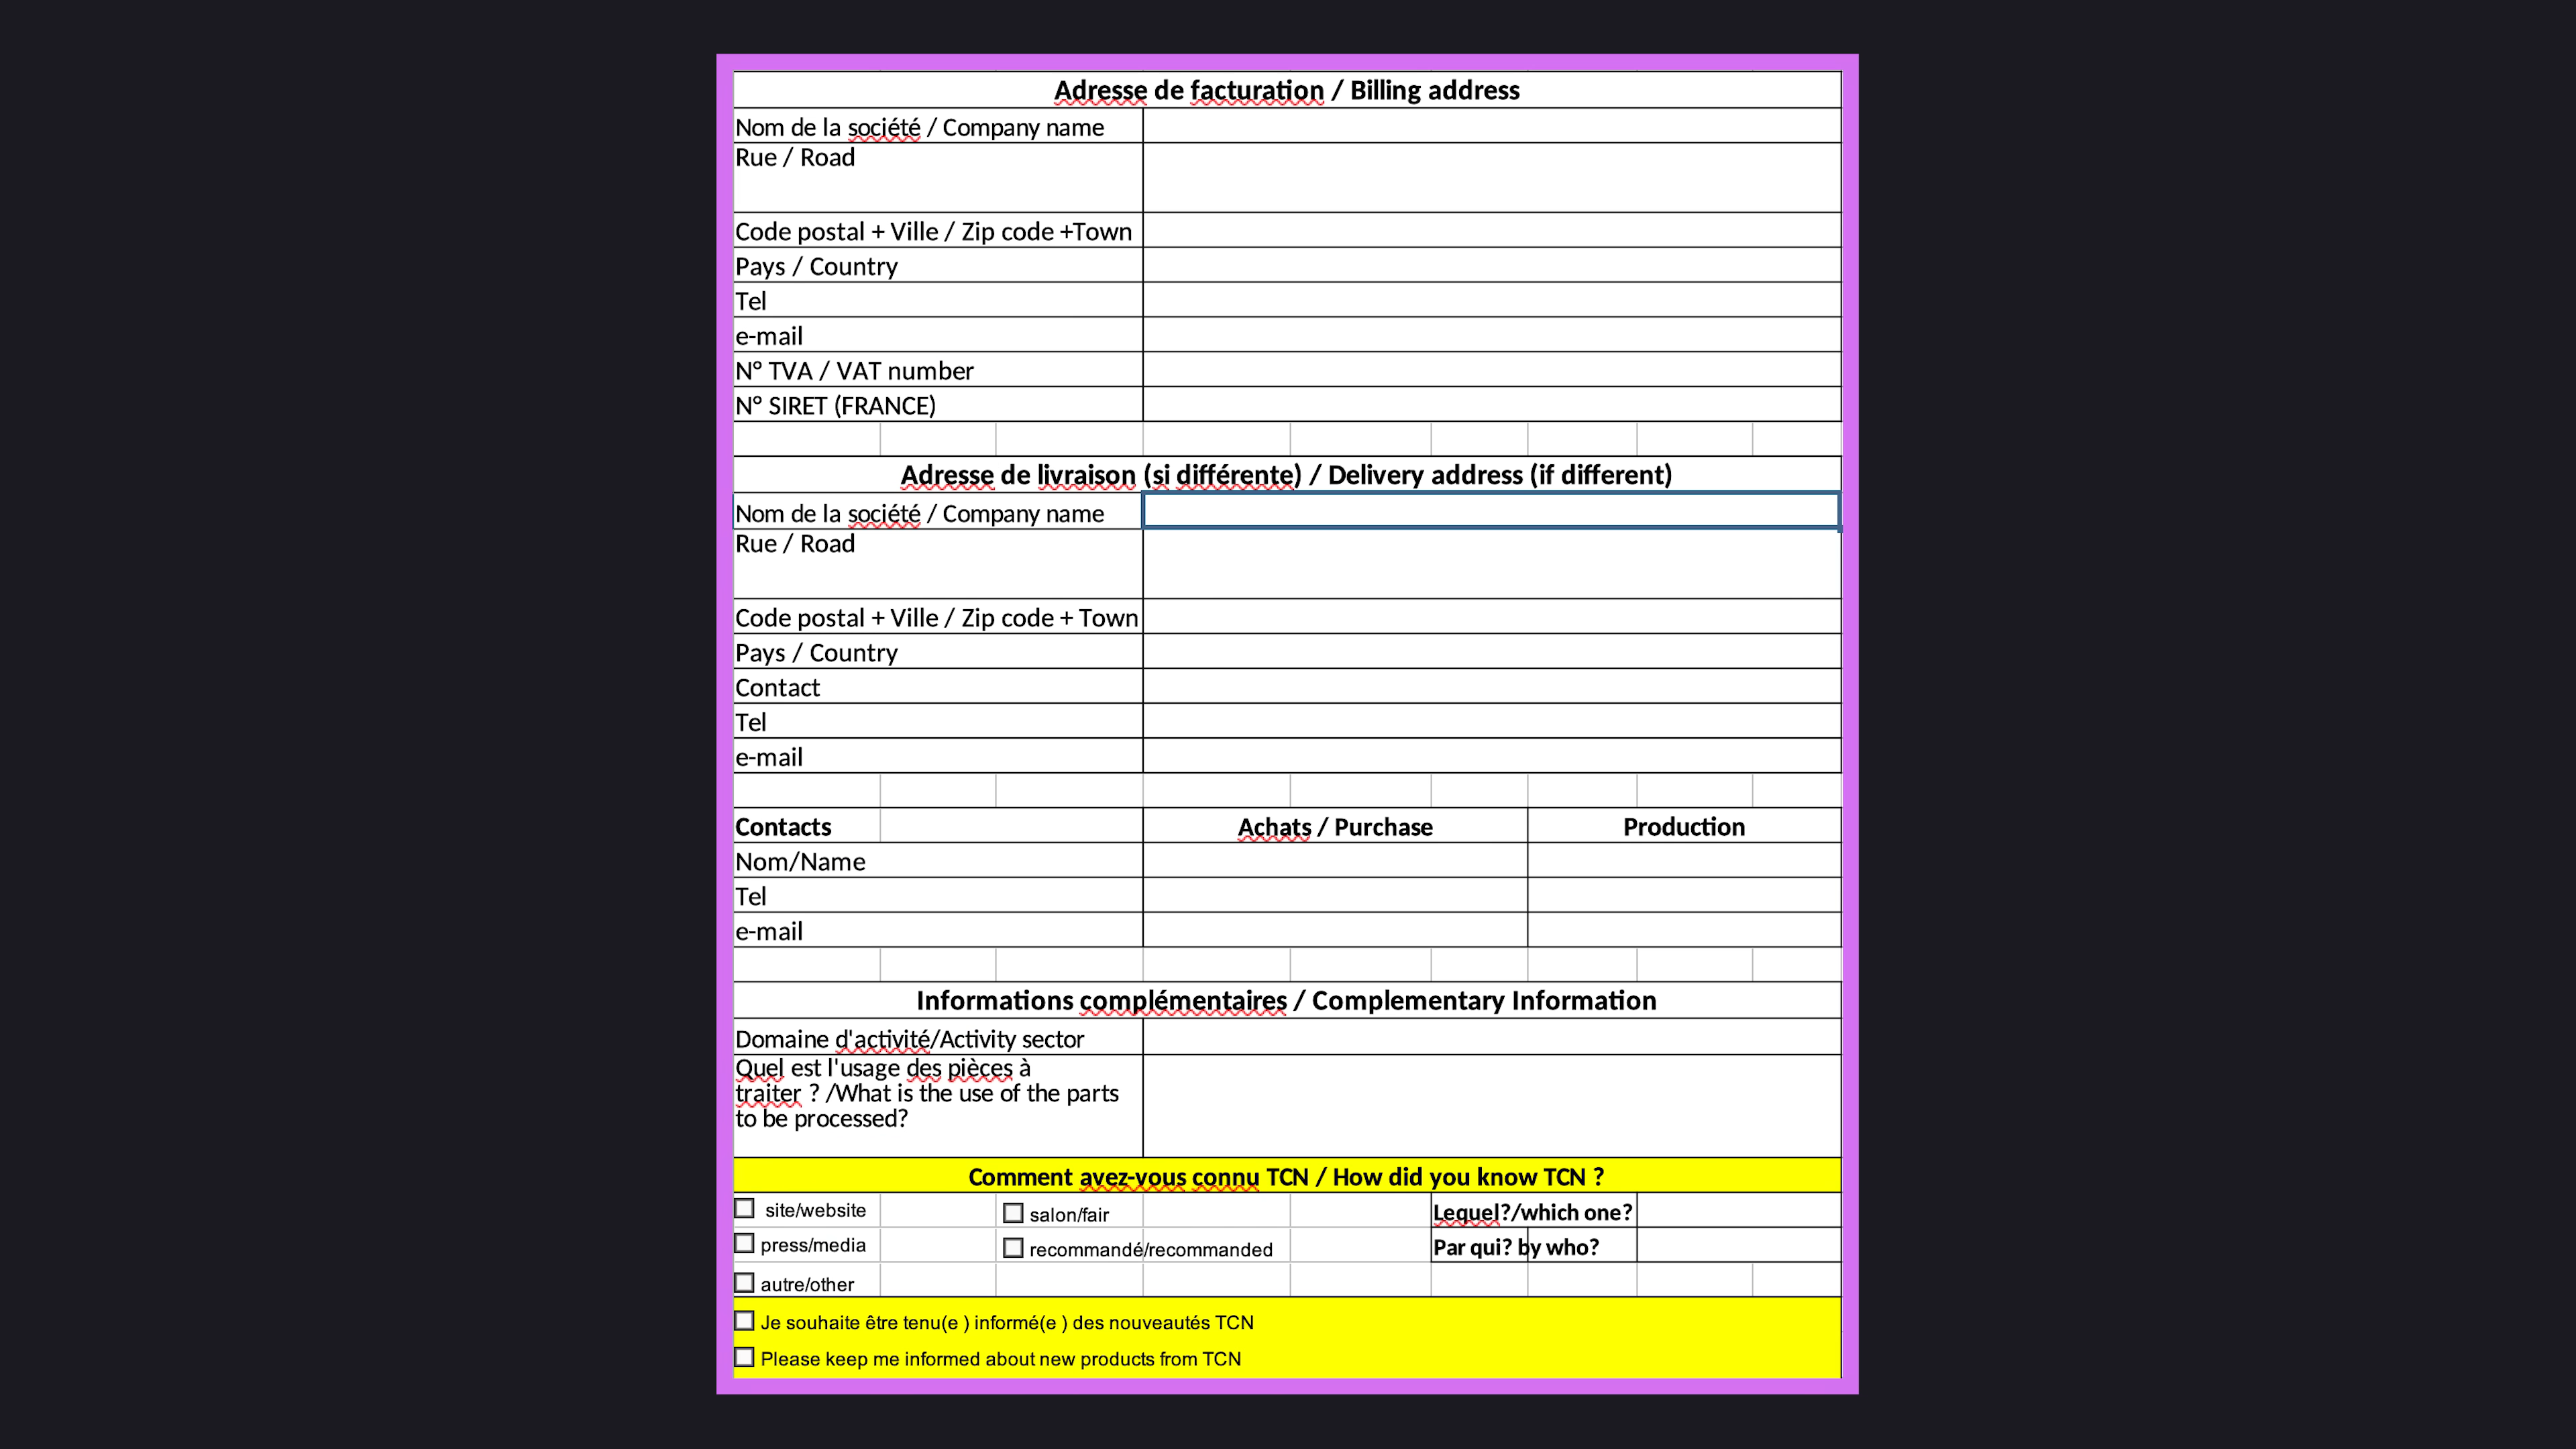 Adresse de facturation / Billing address
Nom de la société / Company name
Rue / Road
Code postal + Ville / Zip code +Town
Pays / Country
Tel
e-mail
N° TVA / VAT number
N° SIRET (FRANCE)
Adresse de livraison (si différente) / Delivery address (if different)
Nom de la société / Company name
Rue / Road
Code postal + Ville / Zip code + Town
Pays / Country
Contact
Tel
e-mail
Contacts Achats / Purchase Production
Nom/Name
Tel
e-mail
Informations complémentaires / Complementary Information
Domaine d'activité/Activity sector
Quel est l'usage des pièces à
traiter ? /What is the use of the parts
to be processed?
Comment avez-vous connu TCN / How did you know TCN ?
site/website salon/fair Lequel?/which one?
press/media recommandé/recommanded Par qui? by who?
autre/other
Je souhaite être tenu(e ) informé(e ) des nouveautés TCN
Please keep me informed about new products from TCN